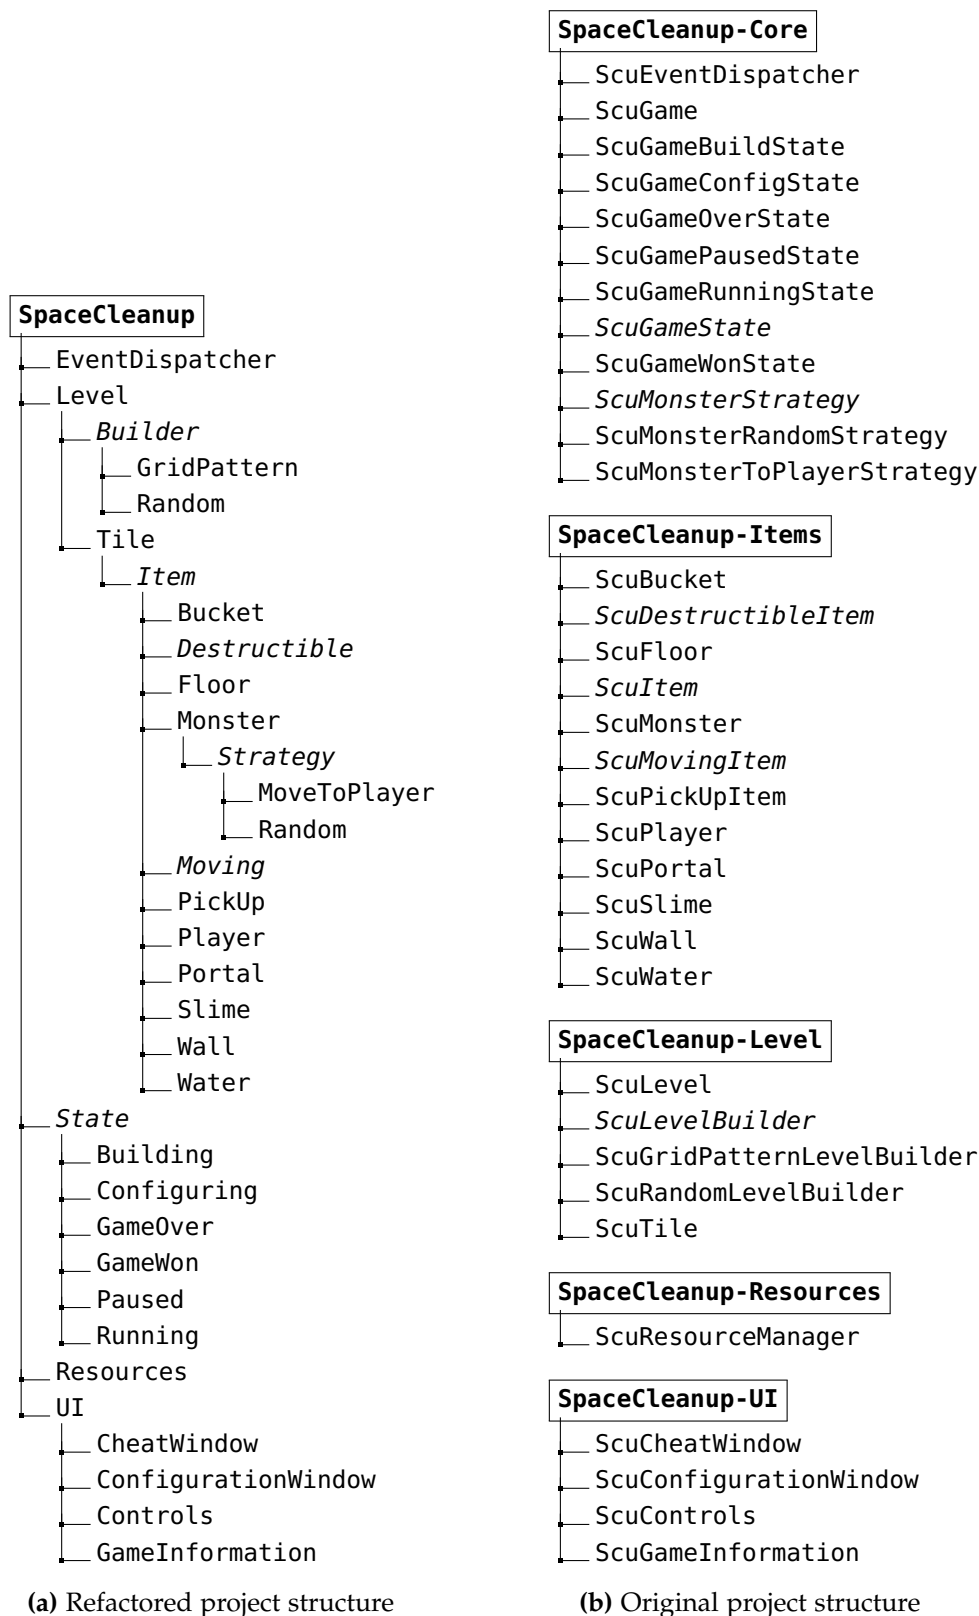 SpaceCleanup
EventDispatcher
Level
Builder
GridPattern
Random
Tile
Item
Bucket
Destructible
Floor
Monster
Strategy
MoveToPlayer
Random
Moving
PickUp
Player
Portal
Slime
Wall
Water
State
Building
Configuring
GameOver
GameWon
Paused
Running
Resources
UI
CheatWindow
ConfigurationWindow
Controls
GameInformation
(a) Refactored project structure
SpaceCleanup-Core
ScuEventDispatcher
ScuGame
ScuGameBuildState
ScuGameConfigState
ScuGameOverState
ScuGamePausedState
ScuGameRunningState
ScuGameState
ScuGameWonState
ScuMonsterStrategy
ScuMonsterRandomStrategy
ScuMonsterToPlayerStrategy
SpaceCleanup-Items
ScuBucket
ScuDestructibleItem
ScuFloor
ScuItem
ScuMonster
ScuMovingItem
ScuPickUpItem
ScuPlayer
ScuPortal
ScuSlime
ScuWall
ScuWater
SpaceCleanup-Level
ScuLevel
ScuLevelBuilder
ScuGridPatternLevelBuilder
ScuRandomLevelBuilder
ScuTile
SpaceCleanup-Resources
ScuResourceManager
SpaceCleanup-UI
ScuCheatWindow
ScuConfigurationWindow
ScuControls
ScuGameInformation
(b) Original project structure